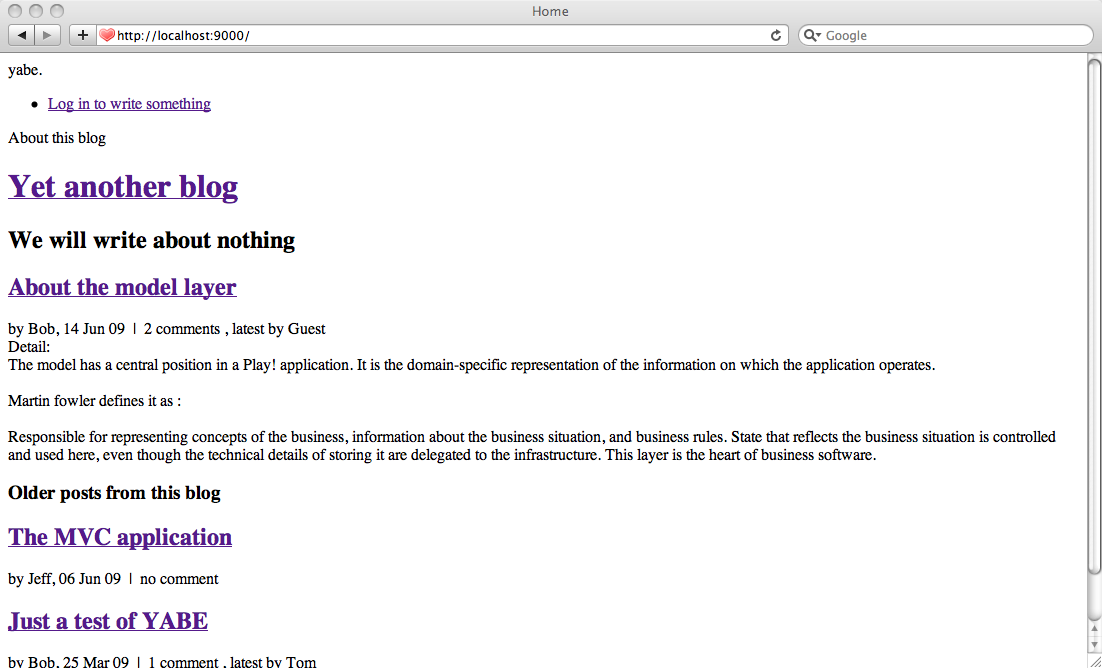 Home
http://localhost:9000/
Google
yabe.
Log in to write something
About this blog
Yet another blog
We will write about nothing
About the model layer
by Bob, 14 Jun 09 | 2 comments , latest by Guest
Detail:
The model has a central position in a Play! application. It is the domain-specific representation of the information on which the application operates.
Martin fowler defines it as :
Responsible for representing concepts of the business, information about the business situation, and business rules. State that reflects the business situation is controlled
and used here, even though the technical details of storing it are delegated to the infrastructure. This layer is the heart of business software.
Older posts from this blog
The MVC application
by Jeff, 06 Jun 09 | no comment
Just a test of YABE
by Bob, 25 Mar 09 | 1 comment , latest by Tom